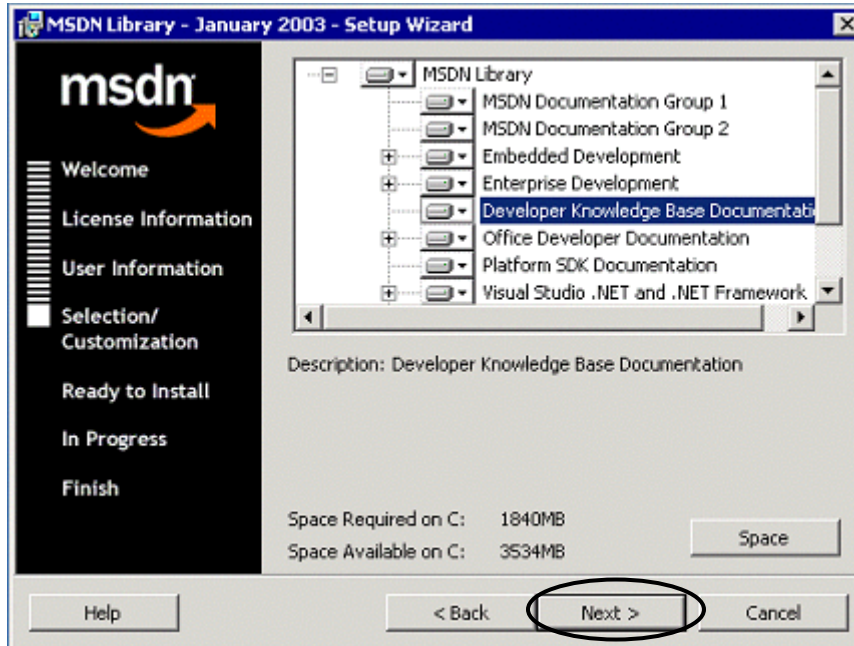 MSDN Library - January 2003 - Setup Wizard
msdn
Welcome
License Information
User Information
Selection/
Customization
Ready to Install
In Progress
Finish
MSDN Library
MSDN Documentation Group 1
MSDN Documentation Group 2
Embedded Development
Enterprise Development
Developer Knowledge Base Documentati
Office Developer Documentation
Platform SDK Documentation
Visual Studio .NET and .NET Framework
Description: Developer Knowledge Base Documentation
Space Required on C: 1840MB
Space Available on C: 3534MB
Space
Help
< Back
Next >
Cancel